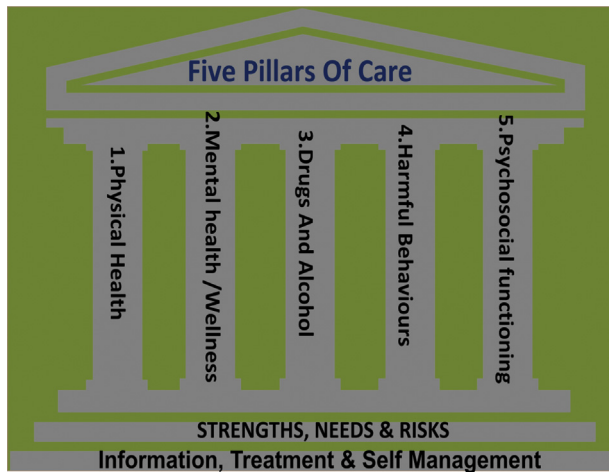 Five Pillars Of Care
1.Physical Health
2.Mental health /Wellness
3.Drugs And Alcohol
4.Harmful Behaviours
5.Psychosocial functioning
STRENGTHS, NEEDS & RISKS
Information, Treatment & Self Management